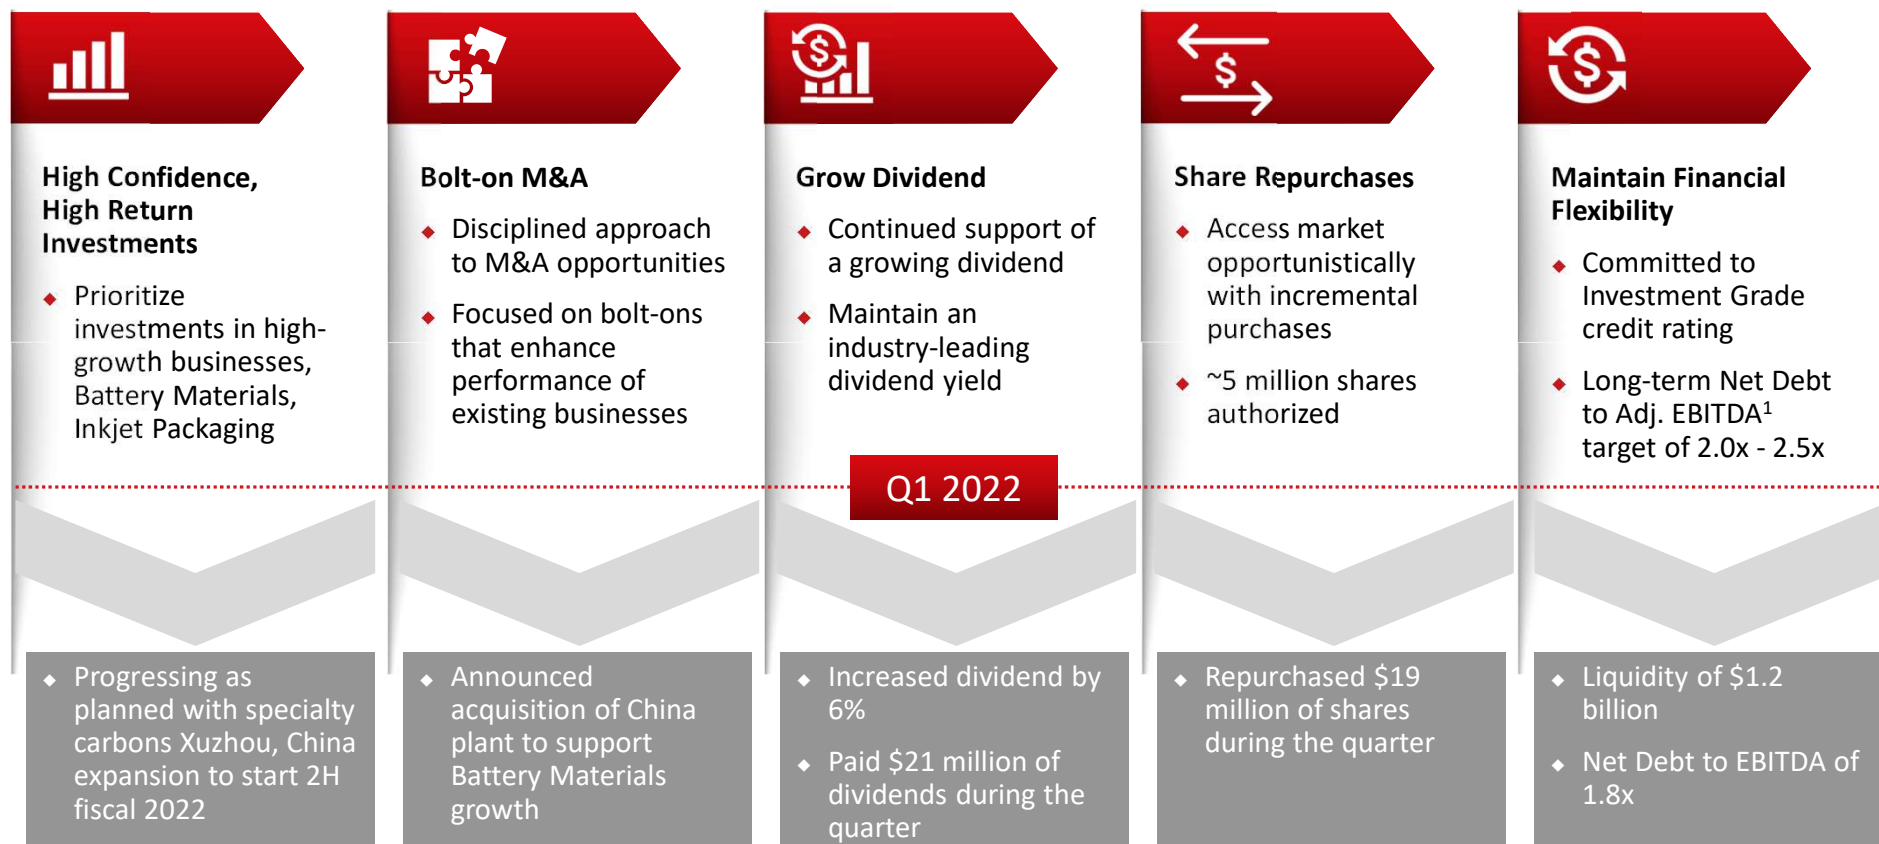 High Confidence,
High Return
Investments
◆ Prioritize
investments in high-
growth businesses,
Battery Materials,
Inkjet Packaging
Bolt-on M&A
◆ Disciplined approach
to M&A opportunities
◆ Focused on bolt-ons
that enhance
performance of
existing businesses
Grow Dividend
◆ Continued support of
a growing dividend
◆ Maintain an
industry-leading
dividend yield
Share Repurchases
◆ Access market
opportunistically
with incremental
purchases
◆ ~5 million shares
authorized
Maintain Financial
Flexibility
◆ Committed to
Investment Grade
credit rating
◆ Long-term Net Debt
to Adj. EBITDA¹
target of 2.0x - 2.5x
Q1 2022
◆ Progressing as
planned with specialty
carbons Xuzhou, China
expansion to start 2H
fiscal 2022
◆ Announced
acquisition of China
plant to support
Battery Materials
growth
◆ Increased dividend by
6%
◆ Paid $21 million of
dividends during the
quarter
◆ Repurchased $19
million of shares
during the quarter
◆ Liquidity of $1.2
billion
◆ Net Debt to EBITDA of
1.8x